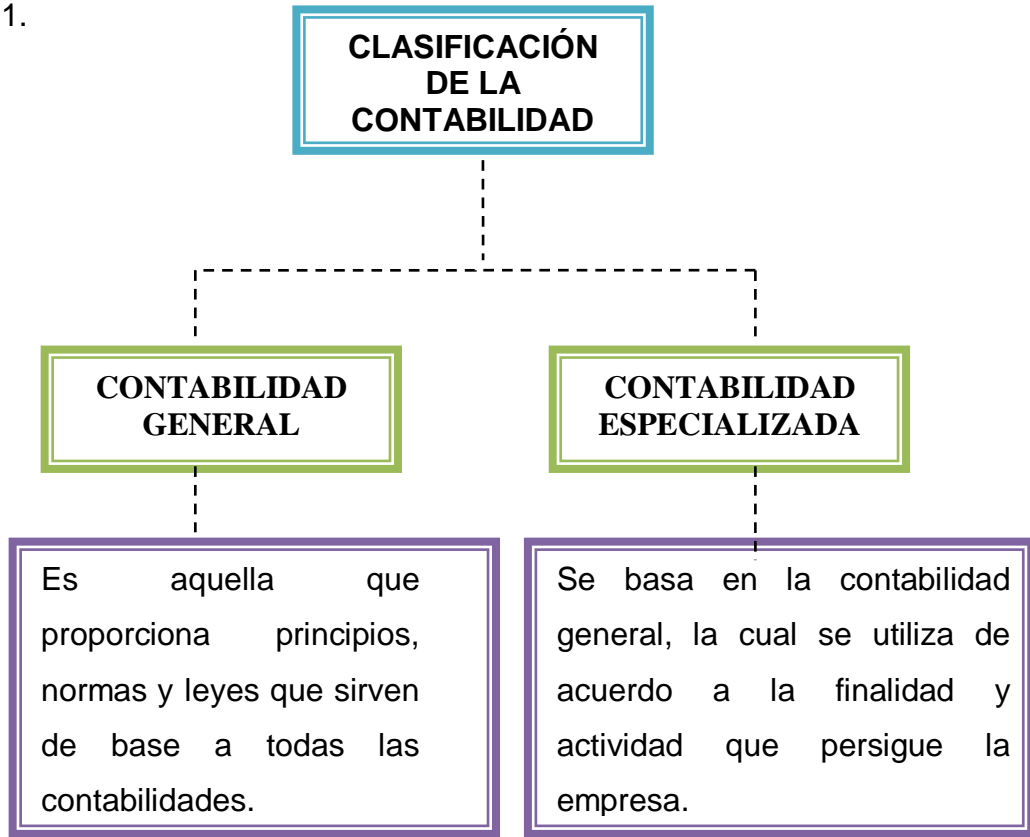 1.
CLASIFICACIÓN
DE LA
CONTABILIDAD
CONTABILIDAD
GENERAL
CONTABILIDAD
ESPECIALIZADA
Es aquella que
proporciona principios,
normas y leyes que sirven
de base a todas las
contabilidades.
Se basa en la contabilidad
general, la cual se utiliza de
acuerdo a la finalidad y
actividad que persigue la
empresa.